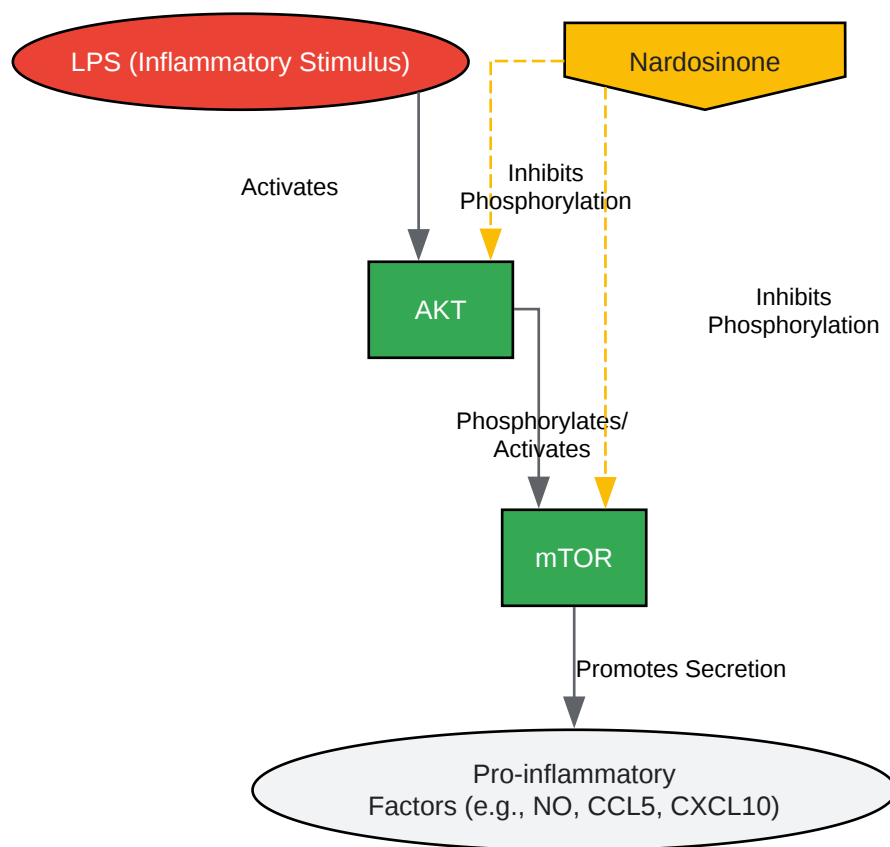 LPS (Inflammatory Stimulus)
Nardosinone
Activates
Inhibits
Phosphorylation
AKT
Inhibits
Phosphorylation
Phosphorylates/
Activates
mTOR
Promotes Secretion
Pro-inflammatory
Factors (e.g., NO, CCL5, CXCL10)